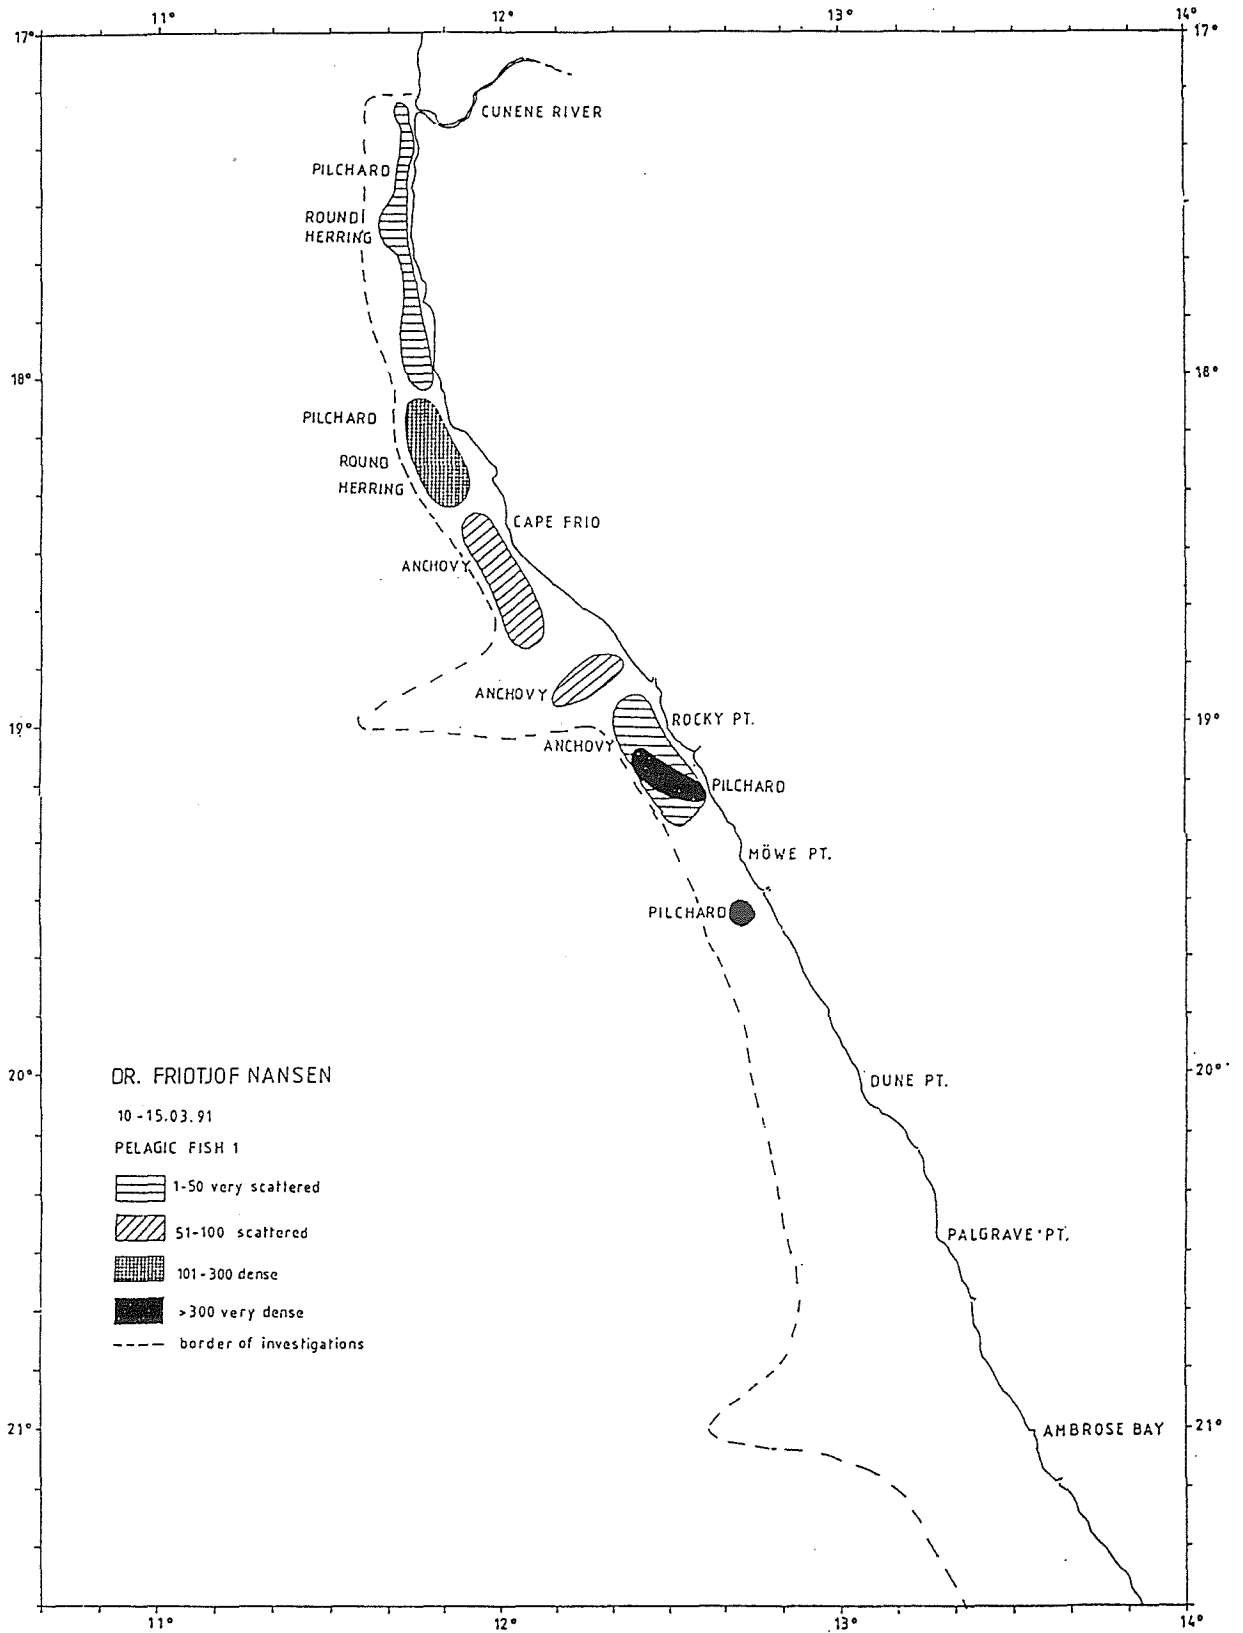 11° 12° 13° 14°
17° 17°
CUNENE RIVER
PILCHARD
ROUND
HERRING
18° 18°
PILCHARD
ROUND
HERRING
CAPE FRIO
ANCHOVY
ANCHOVY
ROCKY PT.
19° 19°
ANCHOVY
PILCHARD
MÖWE PT.
PILCHARD
20° 20°
DUNE PT.
DR. FRIDTJOF NANSEN
10-15.03.91
PELAGIC FISH 1
1-50 very scattered
51-100 scattered
101-300 dense
>300 very dense
border of investigations
PALGRAVE PT.
21° 21°
AMBROSE BAY
11° 12° 13° 14°